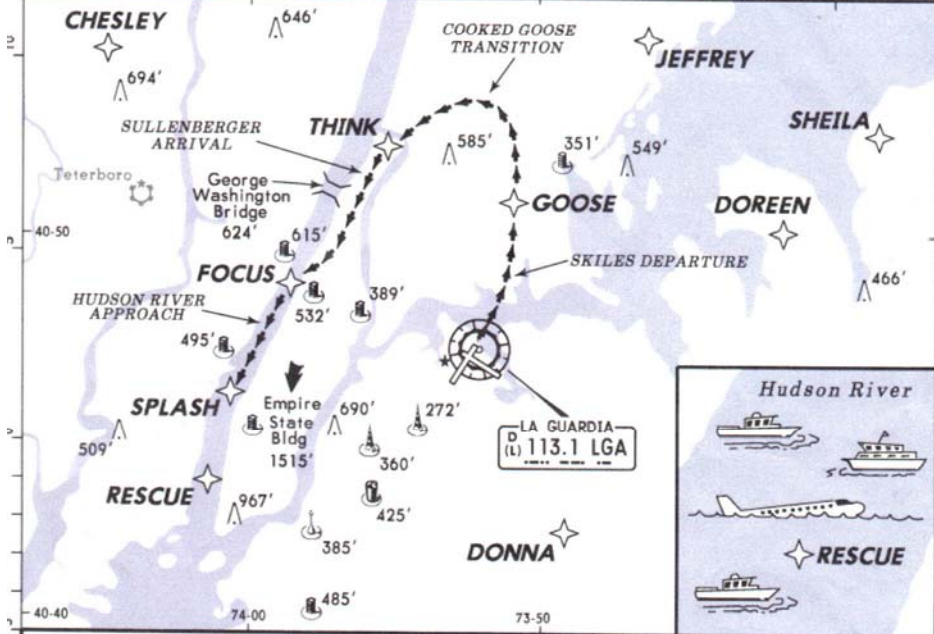 CHESLEY
646'
COOKED GOOSE
TRANSITION
JEFFREY
694'
SULLENBERGER
ARRIVAL
THINK
585'
351'
549'
SHEILA
Teterboro
George
Washington
Bridge
624'
GOOSE
DOREEN
40-50
615'
FOCUS
SKILES DEPARTURE
466'
HUDSON RIVER
APPROACH
532'
389'
495'
SPLASH
Empire
State
Bldg
1515'
690'
272'
509'
360'
LA GUARDIA
D
(L) 113.1 LGA
RESCUE
967'
425'
385'
DONNA
485'
40-40
74-00
73-50
Hudson River
RESCUE